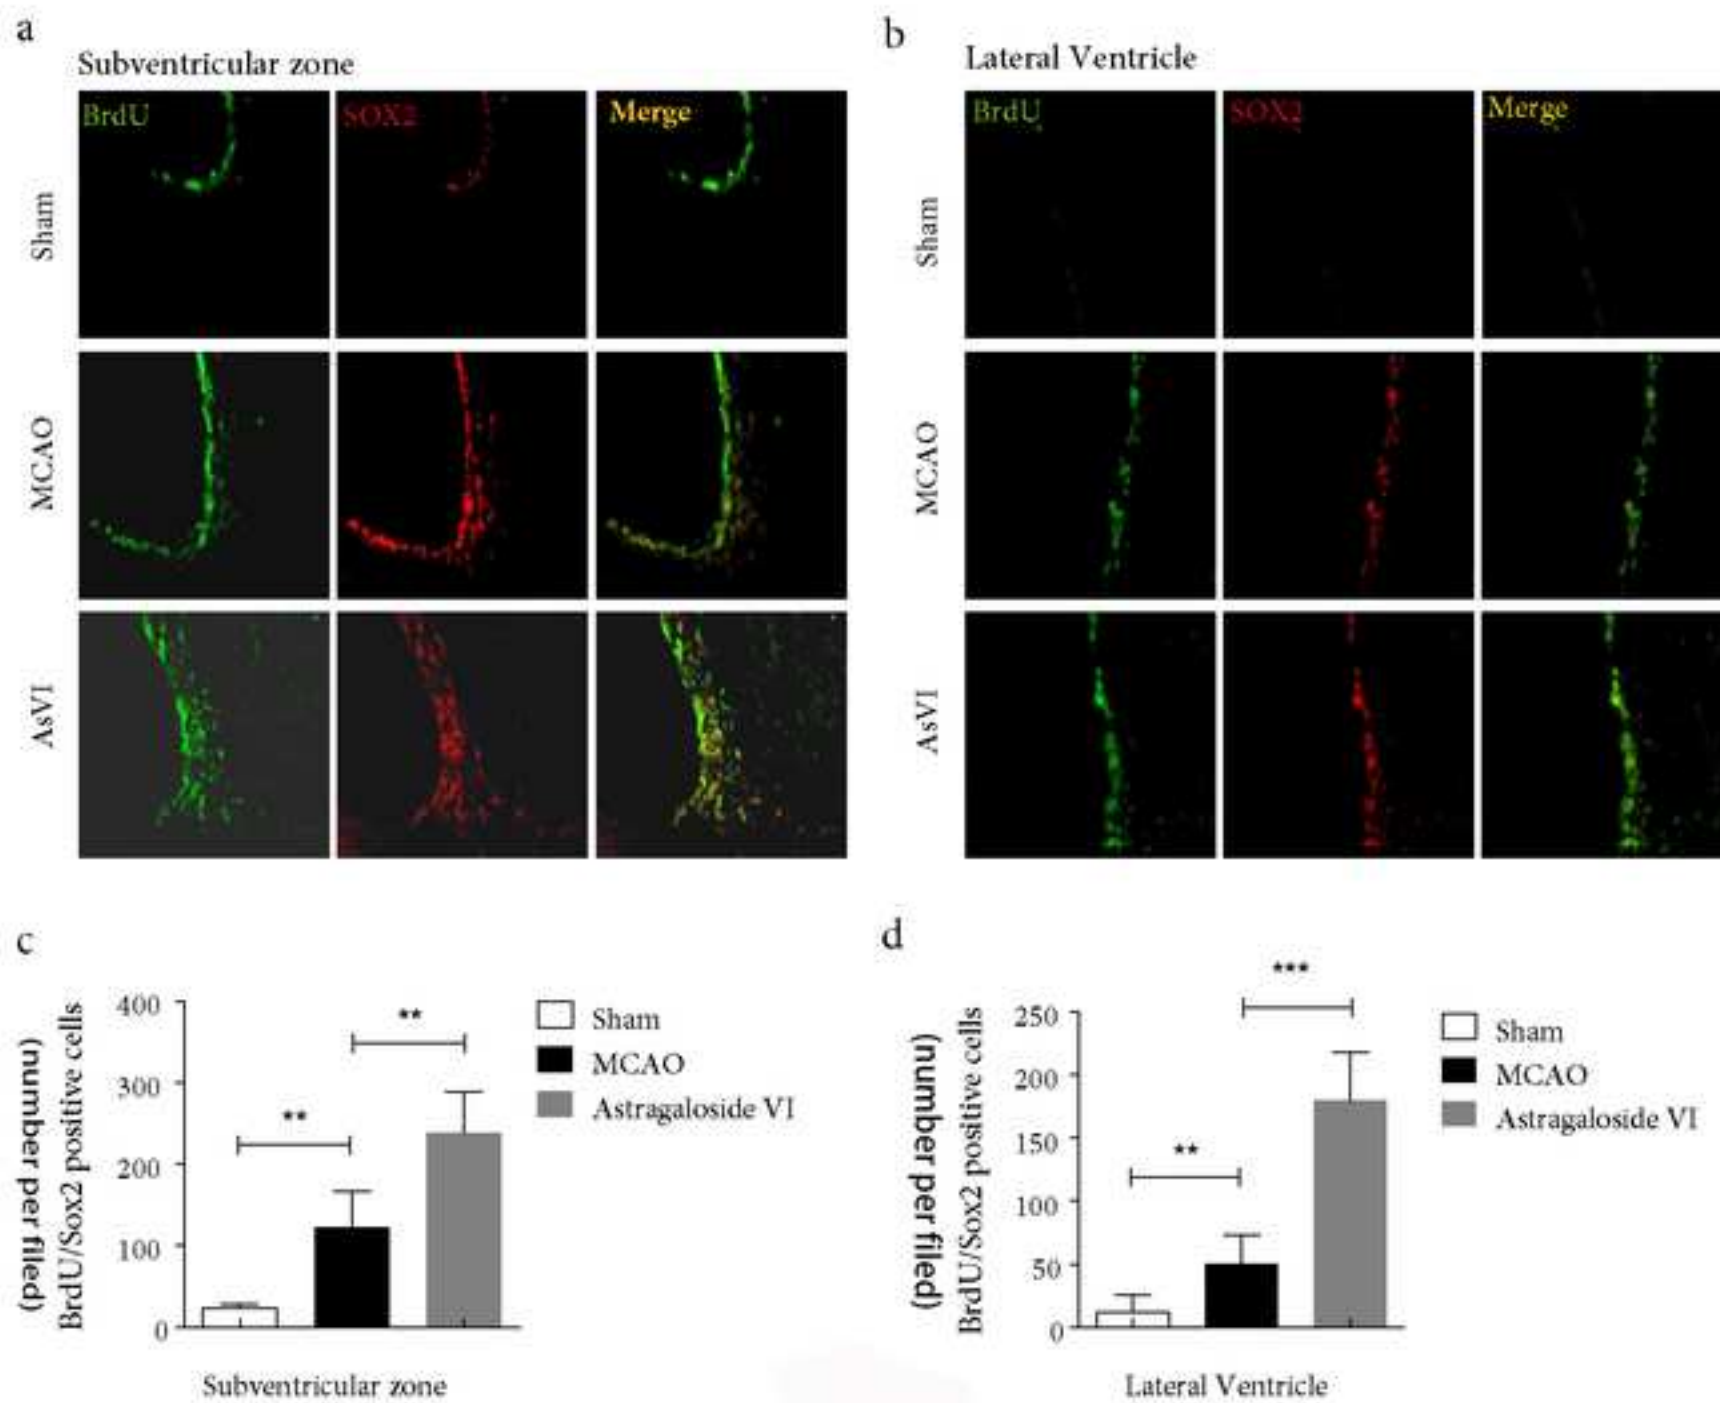 a
Subventricular zone
BrdU
SOX2
Merge
Sham
MCAO
AsVI
b
Lateral Ventricle
BrdU
SOX2
Merge
Sham
MCAO
AsVI
c
BrdU/Sox2 positive cells
(number per filled)
400
300
200
100
0
**
**
Sham
MCAO
Astragaloside VI
Subventricular zone
d
BrdU/Sox2 positive cells
(number per filled)
250
200
150
100
50
0
**
***
Sham
MCAO
Astragaloside VI
Lateral Ventricle